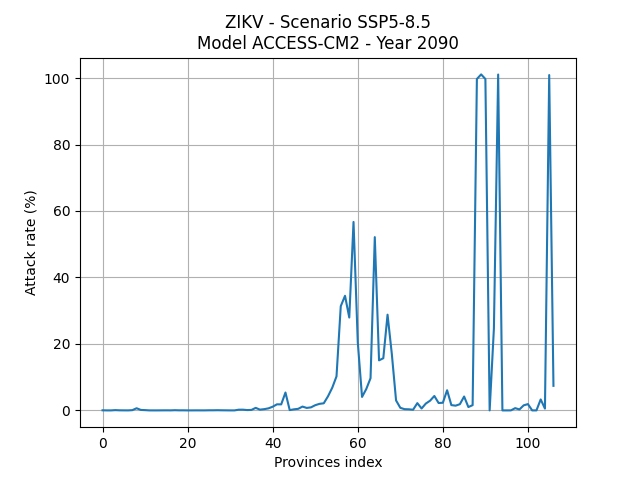 ZIKV - Scenario SSP5-8.5
Model ACCESS-CM2 - Year 2090
Attack rate (%)
100
80
60
40
20
0
0 20 40 60 80 100
Provinces index